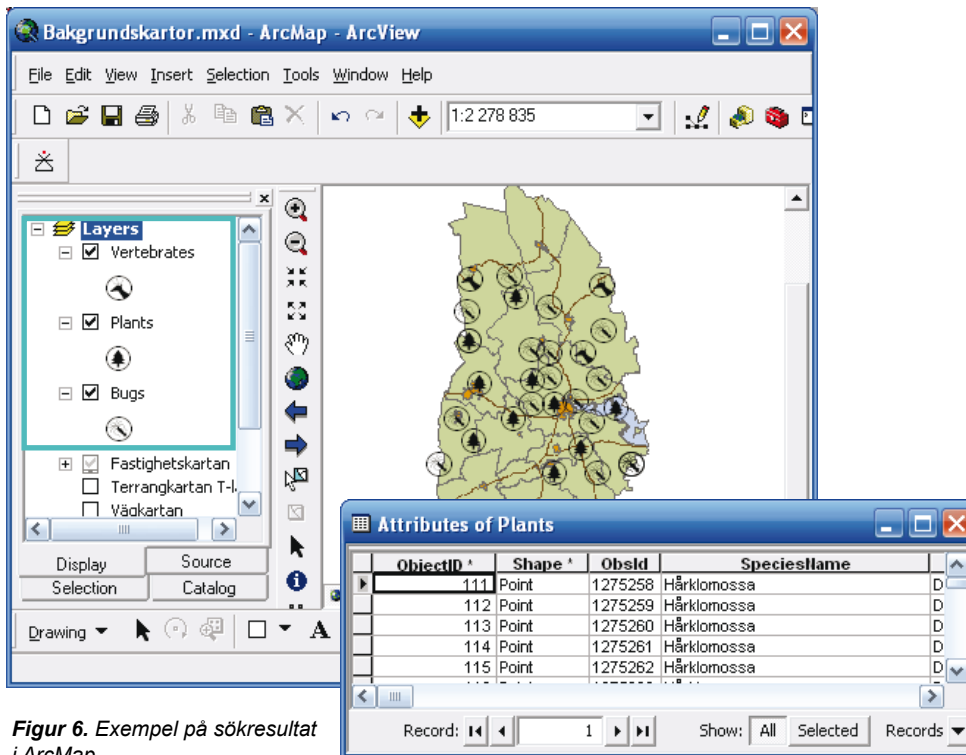 Bakgrundskartor.mxd - ArcMap - ArcView
File Edit View Insert Selection Tools Window Help
1:2 278 835
Layers
Vertebrates
Plants
Bugs
Fastighetskartan
Terrangkartan T-l
Vägkartan
Display Source
Selection Catalog
Drawing A
Attributes of Plants
ObjectID * Shape * ObsId SpeciesName
111 Point 1275258 Hårklomossa D
112 Point 1275259 Hårklomossa D
113 Point 1275260 Hårklomossa D
114 Point 1275261 Hårklomossa D
115 Point 1275262 Hårklomossa D
Record: 1 Show: All Selected Records
Figur 6. Exempel på sökresultat
i ArcMap